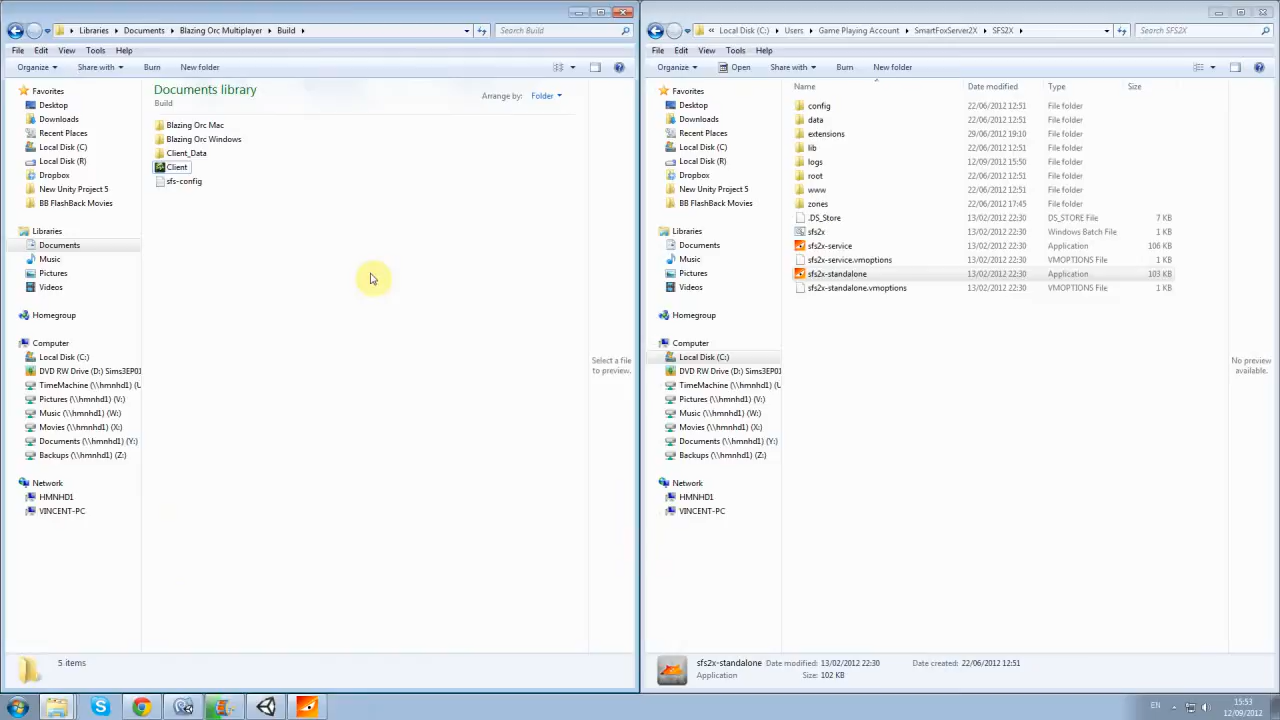 Libraries Documents Blazing Orc Multiplayer Build
Search Build
File Edit View Tools Help
Organize Share with Burn New folder
Favorites
Desktop
Downloads
Recent Places
Local Disk (C:)
Local Disk (R)
Dropbox
New Unity Project 5
BB FlashBack Movies
Libraries
Documents
Music
Pictures
Videos
Homegroup
Computer
Local Disk (C:)
DVD RW Drive (D:) Sims3EP01
TimeMachine (\\hmnhd1) (U
Pictures (\\hmnhd1) (V:)
Music (\\hmnhd1) (W:)
Movies (\\hmnhd1) (X:)
Documents (\\hmnhd1) (Y:)
Backups (\\hmnhd1) (Z:)
Network
HMNHD1
VINCENT-PC
Documents library
Build
Arrange by: Folder
Blazing Orc Mac
Blazing Orc Windows
Client_Data
Client
sfs-config
Select a file
to preview.
5 items
Local Disk (C:) Users Game Playing Account SmartFoxServer2X SFS2X
Search SFS2X
File Edit View Tools Help
Organize Open Share with Burn New folder
Favorites
Desktop
Downloads
Recent Places
Local Disk (C:)
Local Disk (R)
Dropbox
New Unity Project 5
BB FlashBack Movies
Libraries
Documents
Music
Pictures
Videos
Homegroup
Computer
Local Disk (C:)
DVD RW Drive (D:) Sims3EP01
TimeMachine (\\hmnhd1) (U
Pictures (\\hmnhd1) (V:)
Music (\\hmnhd1) (W:)
Movies (\\hmnhd1) (X:)
Documents (\\hmnhd1) (Y:)
Backups (\\hmnhd1) (Z:)
Network
HMNHD1
VINCENT-PC
Name Date modified Type Size
config 22/06/2012 12:51 File folder
data 22/06/2012 12:51 File folder
extensions 29/06/2012 19:10 File folder
lib 22/06/2012 12:51 File folder
logs 12/09/2012 15:50 File folder
root 22/06/2012 12:51 File folder
www 22/06/2012 12:51 File folder
zones 22/06/2012 17:45 File folder
.DS_Store 13/02/2012 22:30 DS_STORE File 7 KB
sfs2x 13/02/2012 22:30 Windows Batch File 1 KB
sfs2x-service 13/02/2012 22:30 Application 106 KB
sfs2x-service.vmoptions 13/02/2012 22:30 VMOPTIONS File 1 KB
sfs2x-standalone 13/02/2012 22:30 Application 103 KB
sfs2x-standalone.vmoptions 13/02/2012 22:30 VMOPTIONS File 1 KB
No preview
available.
sfs2x-standalone Date modified: 13/02/2012 22:30 Date created: 22/06/2012 12:51
Application Size: 102 KB
EN
15:53
12/09/2012